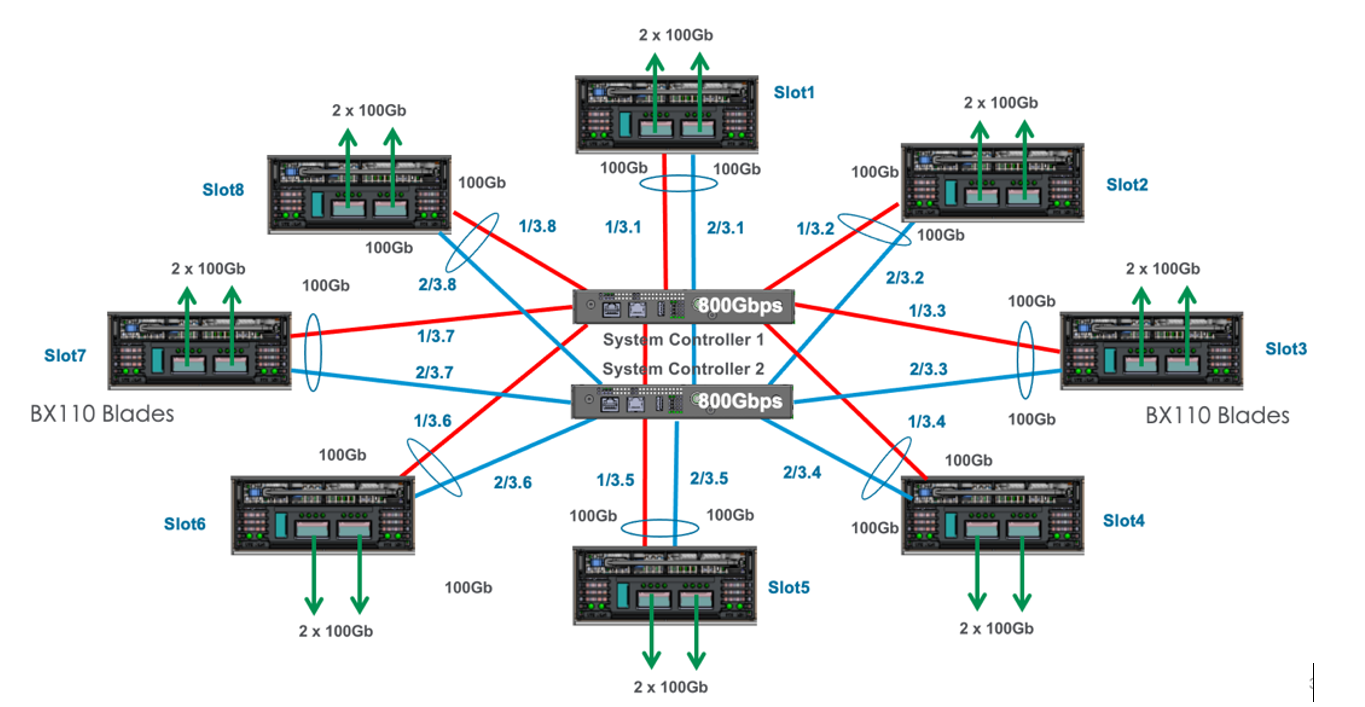 2 x 100Gb
Slot1
2 x 100Gb
2 x 100Gb
Slot8
100Gb
100Gb
100Gb
100Gb
Slot2
1/3.8
1/3.1
2/3.1
1/3.2
100Gb
100Gb
2 x 100Gb
2/3.8
2/3.2
2 x 100Gb
100Gb
800Gbps
1/3.3
100Gb
Slot7
1/3.7
System Controller 1
Slot3
2/3.7
System Controller 2
2/3.3
800Gbps
BX110 Blades
1/3.6
1/3.4
100Gb
BX110 Blades
100Gb
100Gb
2/3.6
1/3.5
2/3.5
2/3.4
Slot6
100Gb
100Gb
100Gb
Slot4
100Gb
Slot5
2 x 100Gb
2 x 100Gb
2 x 100Gb